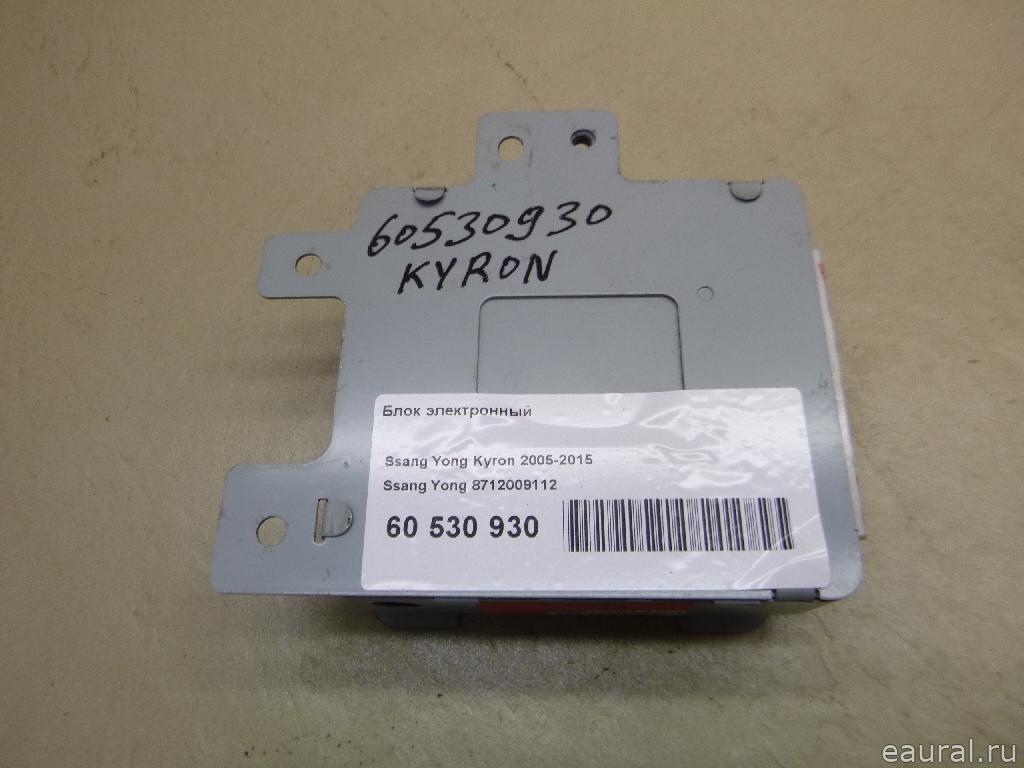 60530930
KYRON
Блок электронный
Ssang Yong Kyron 2005-2015
Ssang Yong 8712009112
60 530 930
eaural.ru